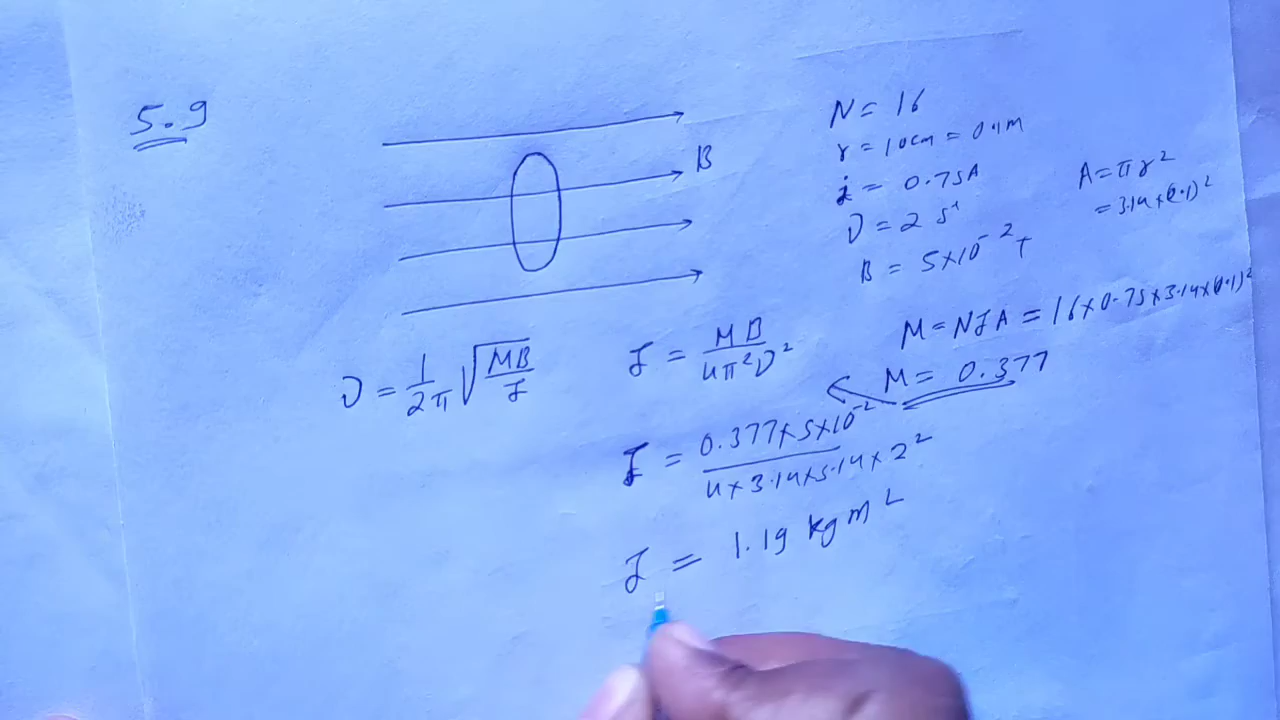 5.9
B
N = 16
r = 10cm = 0.1m
i = 0.75A
ν = 2 s⁻¹
B = 5×10⁻² T
A = πr²
= 3.14×(0.1)²
M = NIA = 16×0.75×3.14×(0.1)²
M = 0.377
ν = 1/2π √MB/I
I = MB/4π²ν²
I = 0.377×5×10⁻²/4×3.14×3.14×2²
I = 1.19 kg m²